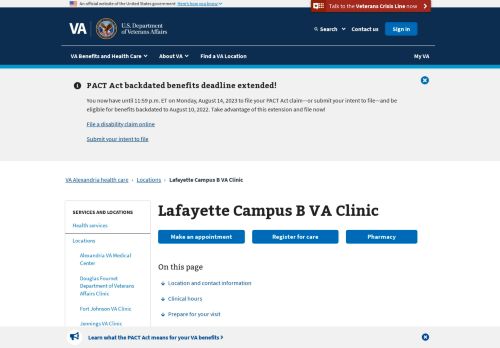 An official website of the United States government  Here's how you know
Talk to the Veterans Crisis Line now
VA U.S. Department of Veterans Affairs
Search Contact us Sign in
VA Benefits and Health Care About VA Find a VA Location My VA
PACT Act backdated benefits deadline extended!
You now have until 11:59 p.m. ET on Monday, August 14, 2023 to file your PACT Act claim—or submit your intent to file—and be
eligible for benefits backdated to August 10, 2022. Take advantage of this extension and file now!
File a disability claim online
Submit your intent to file
VA Alexandria health care › Locations › Lafayette Campus B VA Clinic
SERVICES AND LOCATIONS
Health services
Locations
Alexandria VA Medical
Center
Douglas Fournet
Department of Veterans
Affairs Clinic
Fort Johnson VA Clinic
Jennings VA Clinic
Lafayette Campus B VA Clinic
Make an appointment Register for care Pharmacy
On this page
Location and contact information
Clinical hours
Prepare for your visit
Learn what the PACT Act means for your VA benefits